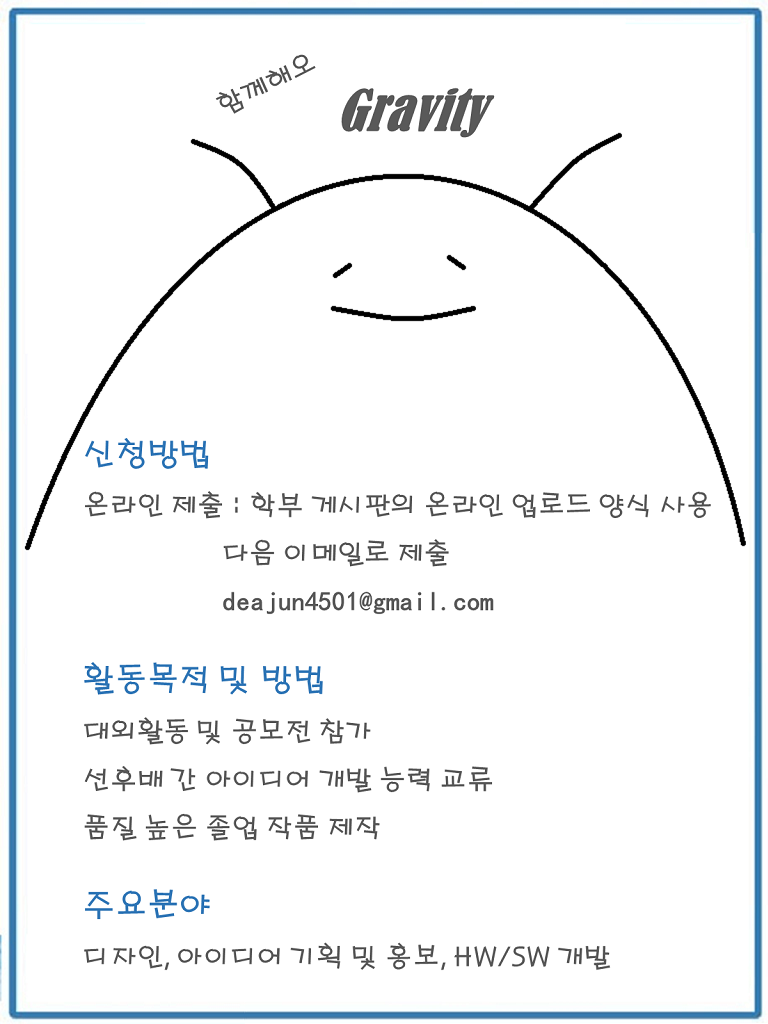 함께해오
Gravity
신청방법
온라인 제출 : 학부 게시판의 온라인 업로드 양식 사용
다음 이메일로 제출
deajun4501@gmail.com
활동목적 및 방법
대외활동 및 공모전 참가
선후배 간 아이디어 개발 능력 교류
품질 높은 졸업 작품 제작
주요분야
디자인, 아이디어 기획 및 홍보, HW/SW 개발